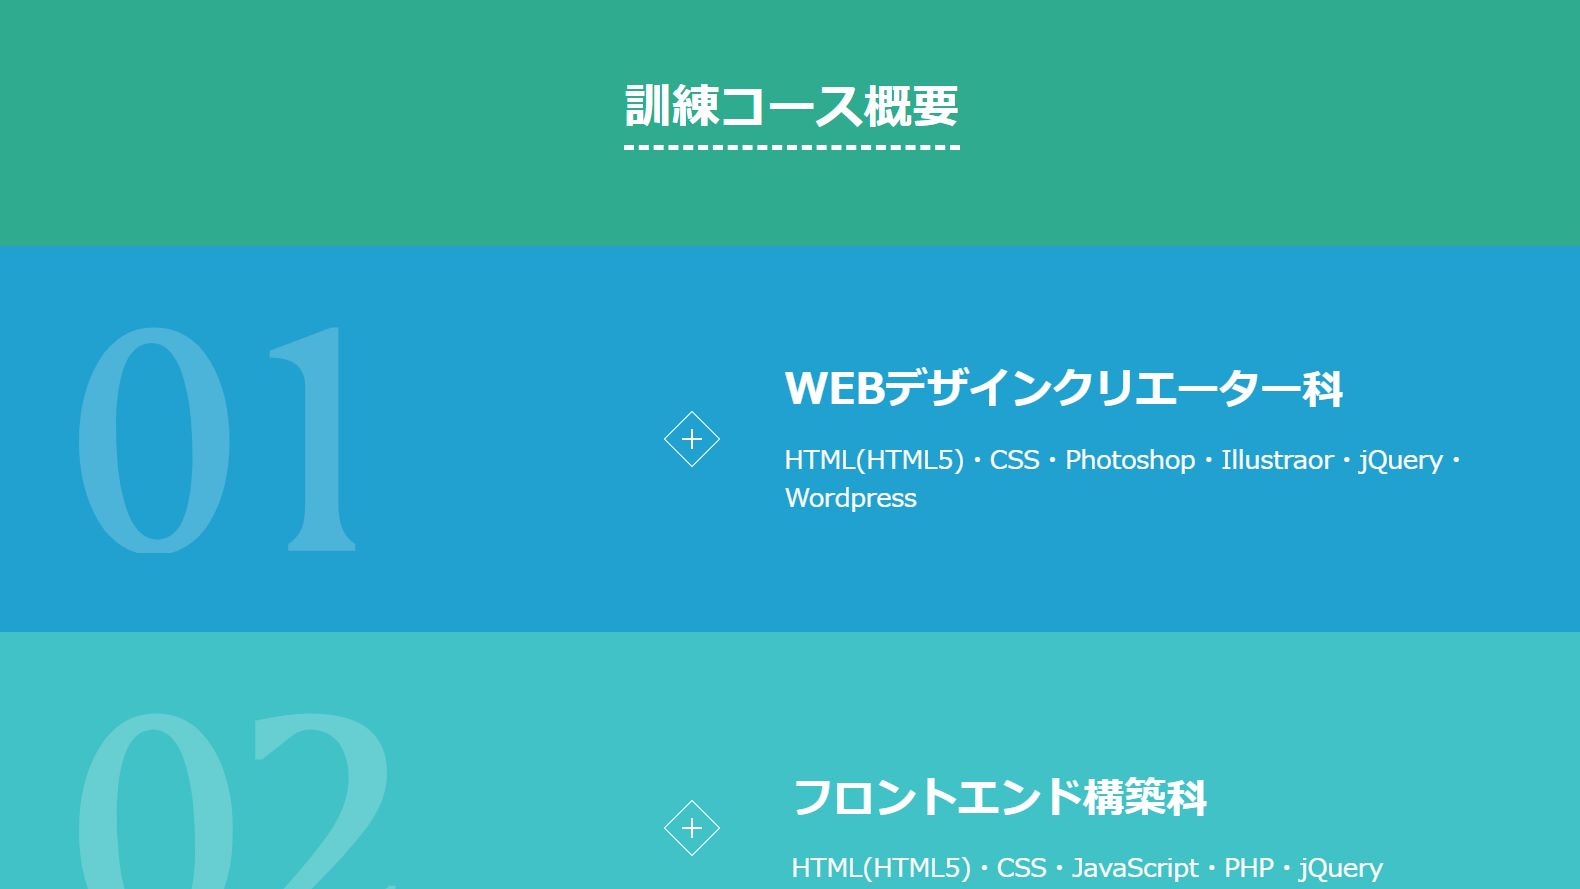 訓練コース概要
01
WEBデザインクリエーター科
HTML(HTML5)・CSS・Photoshop・Illustraor・jQuery・
Wordpress
02
フロントエンド構築科
HTML(HTML5)・CSS・JavaScript・PHP・jQuery